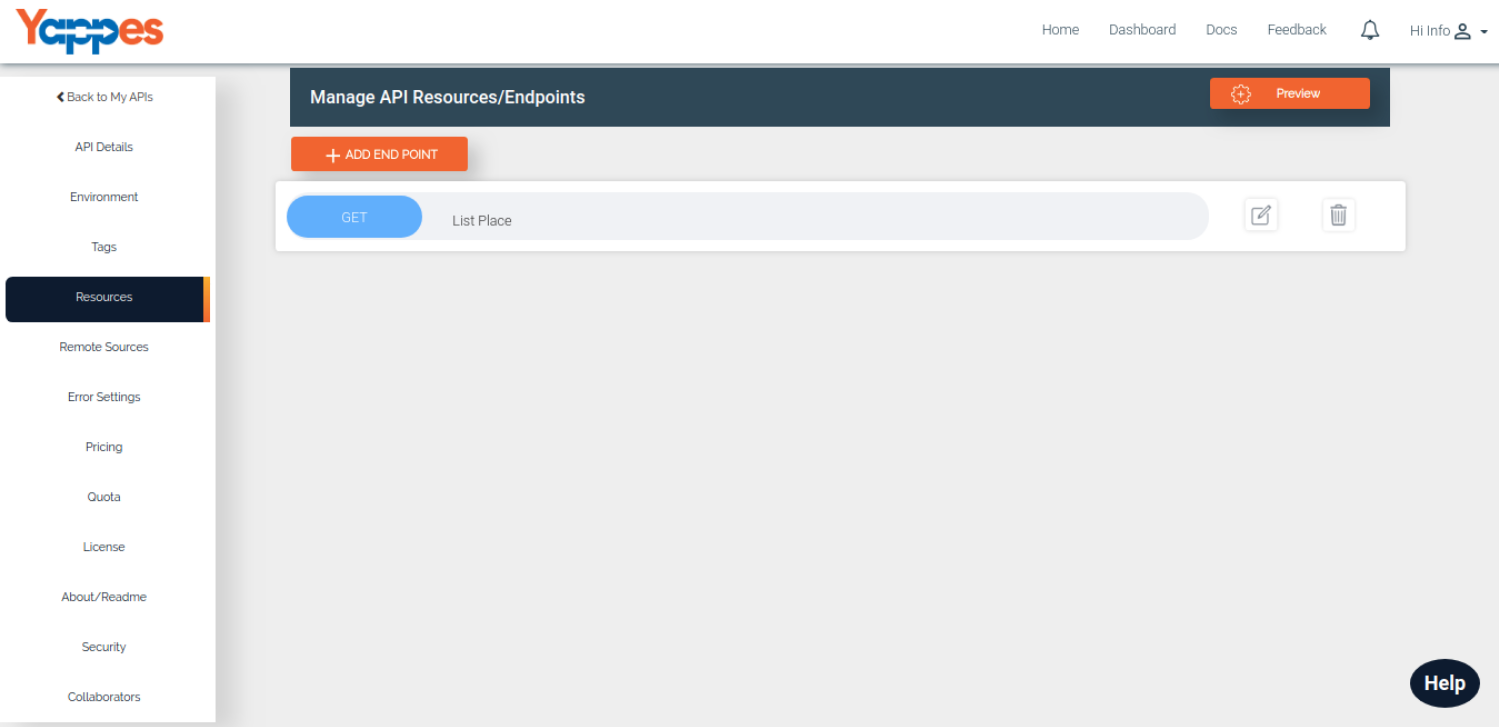 Yappes
Home Dashboard Docs Feedback Hi Info
Back to My APIs
API Details
Environment
Tags
Resources
Remote Sources
Error Settings
Pricing
Quota
License
About/Readme
Security
Collaborators
Manage API Resources/Endpoints
Preview
ADD END POINT
GET List Place
Help